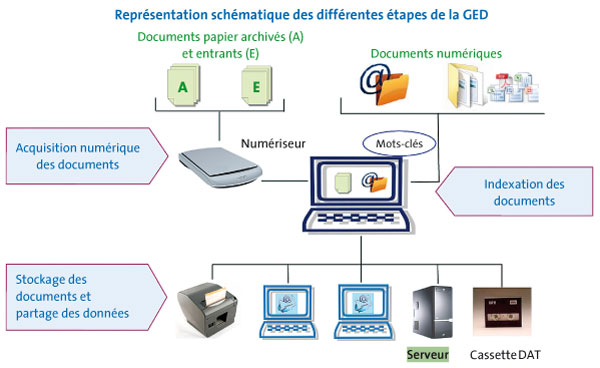 Représentation schématique des différentes étapes de la GED
Documents papier archivés (A)
et entrants (E)
Documents numériques
A
E
Acquisition numérique
des documents
Numériseur
Mots-clés
Indexation des
documents
Stockage des
documents et
partage des données
Serveur
Cassette DAT